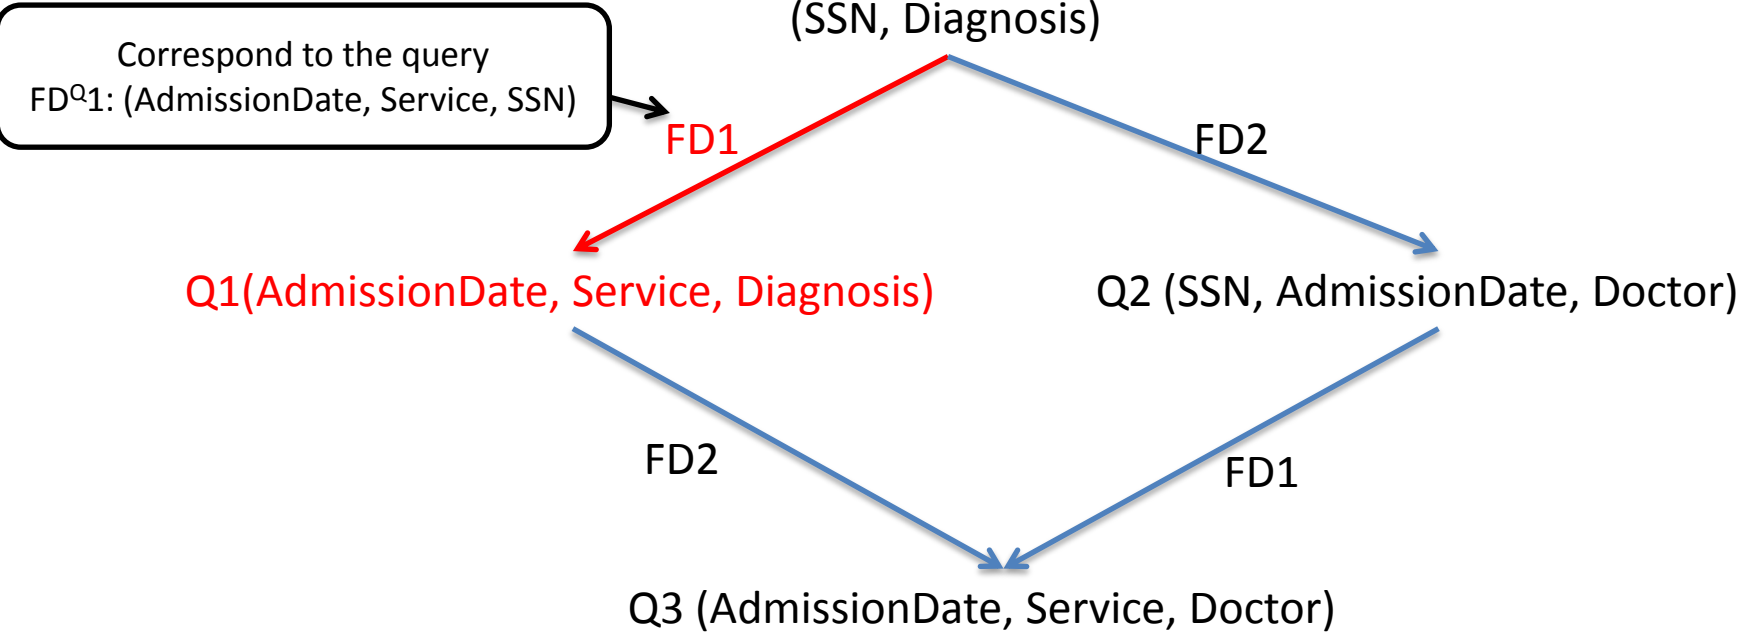 (SSN, Diagnosis)
Correspond to the query
FDᵠ1: (AdmissionDate, Service, SSN)
FD1
FD2
Q1(AdmissionDate, Service, Diagnosis)
Q2 (SSN, AdmissionDate, Doctor)
FD2
FD1
Q3 (AdmissionDate, Service, Doctor)